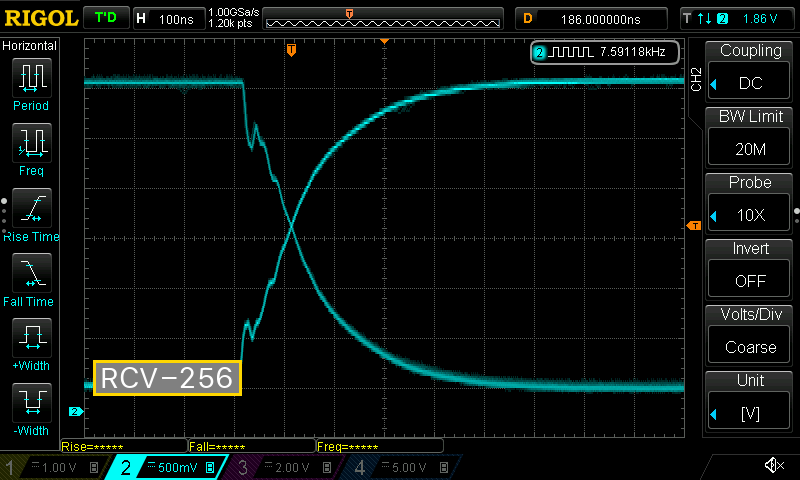 RIGOL T'D H 100ns 1.00GSa/s D 186.000000ns T 2 1.86 V
1.20k pts
Horizontal
Period
Freq
Rise Time
Fall Time
+Width
-Width
T
2 7.59118kHz
T
RCV-256
2
CH2
Coupling
DC
BW Limit
20M
Probe
10X
Invert
OFF
Volts/Div
Coarse
Unit
[V]
Rise=***** Fall=***** Freq=*****
1 1.00 V B 2 500mV B 3 2.00 V B 4 5.00 V B